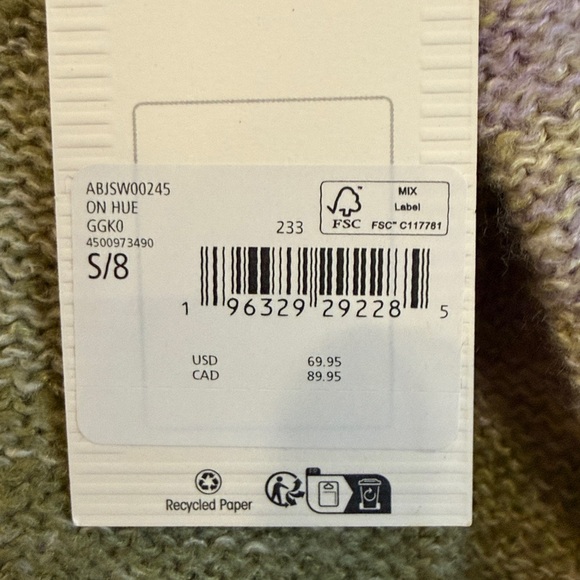 ABJSW00245
ON HUE
GGK0
4500973490
S/8
233
MIX
Label
FSC™ C117781
FSC
1 96329 29228 5
USD 69.95
CAD 89.95
Recycled Paper
FR